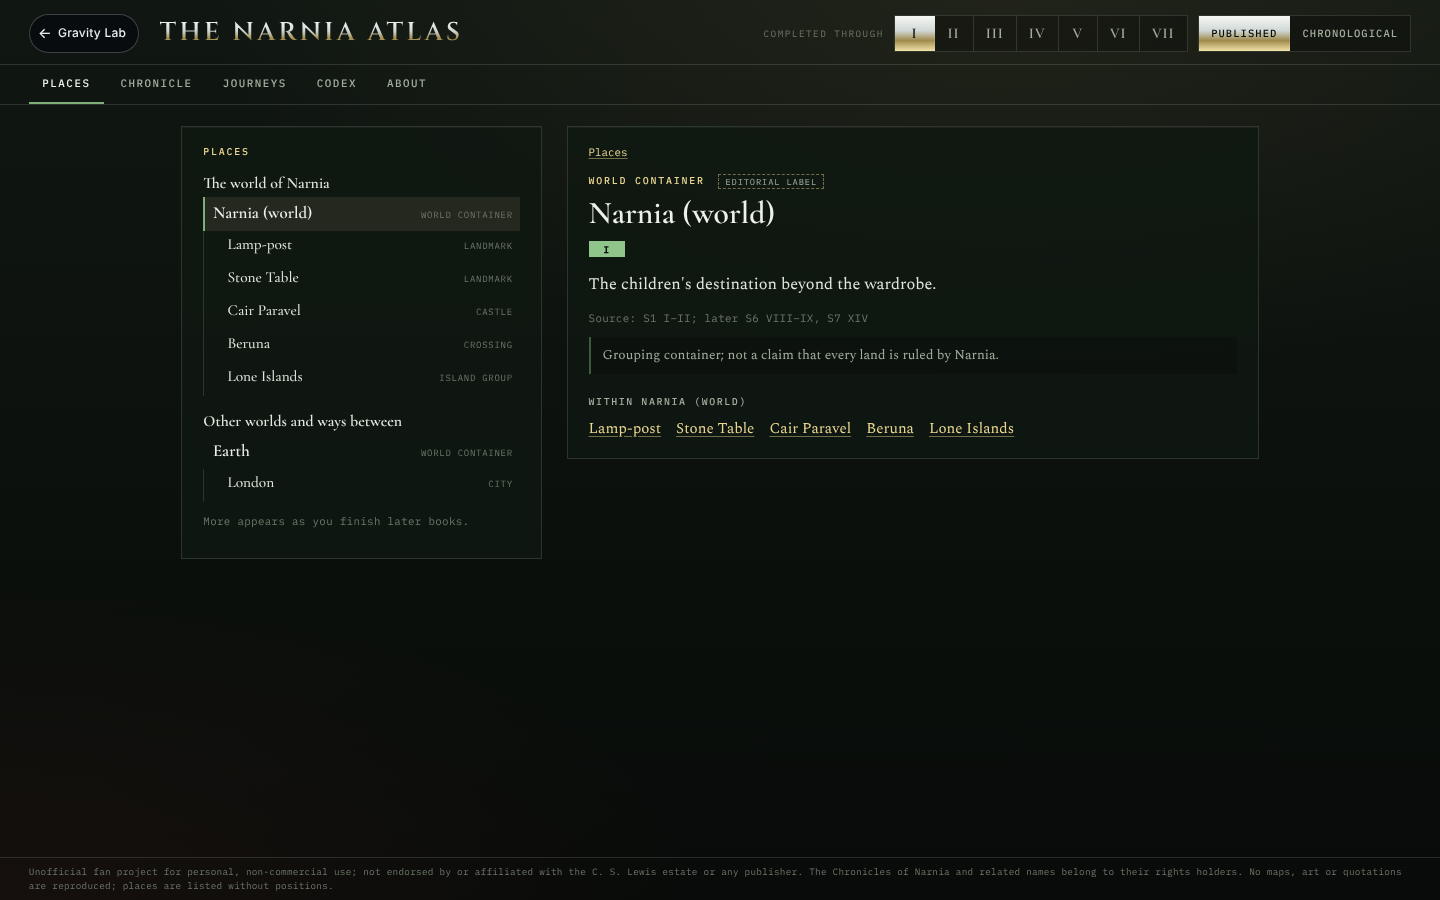 ← Gravity Lab
THE NARNIA ATLAS
COMPLETED THROUGH
I II III IV V VI VII
PUBLISHED CHRONOLOGICAL
PLACES CHRONICLE JOURNEYS CODEX ABOUT
PLACES
The world of Narnia
Narnia (world) WORLD CONTAINER
Lamp-post LANDMARK
Stone Table LANDMARK
Cair Paravel CASTLE
Beruna CROSSING
Lone Islands ISLAND GROUP
Other worlds and ways between
Earth WORLD CONTAINER
London CITY
More appears as you finish later books.
Places
WORLD CONTAINER EDITORIAL LABEL
Narnia (world)
I
The children's destination beyond the wardrobe.
Source: S1 I–II; later S6 VIII–IX, S7 XIV
Grouping container; not a claim that every land is ruled by Narnia.
WITHIN NARNIA (WORLD)
Lamp-post Stone Table Cair Paravel Beruna Lone Islands
Unofficial fan project for personal, non-commercial use; not endorsed by or affiliated with the C. S. Lewis estate or any publisher. The Chronicles of Narnia and related names belong to their rights holders. No maps, art or quotations
are reproduced; places are listed without positions.